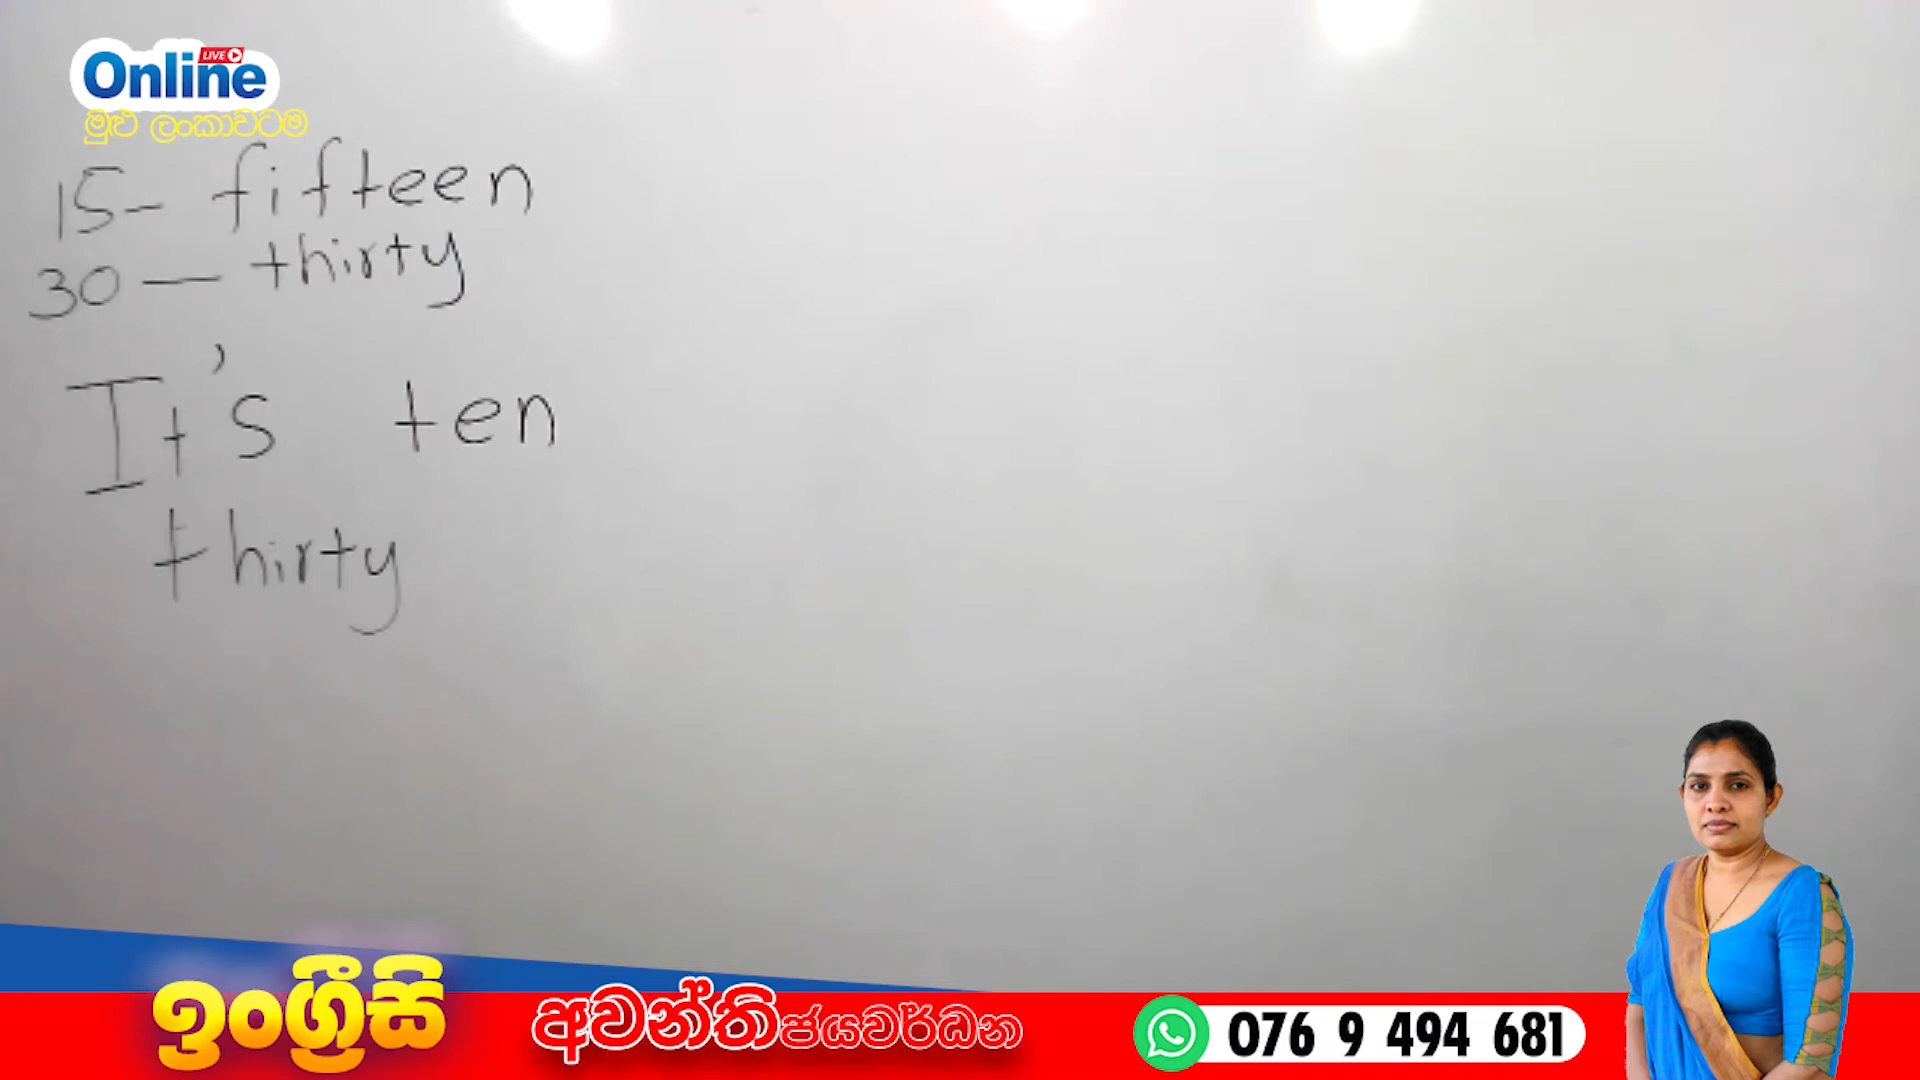 Online LIVE
මුළු ලංකාවටම
15- fifteen
30 — thirty
It's ten
thirty
ඉංග්‍රීසි
අවන්ති ජයවර්ධන
076 9 494 681